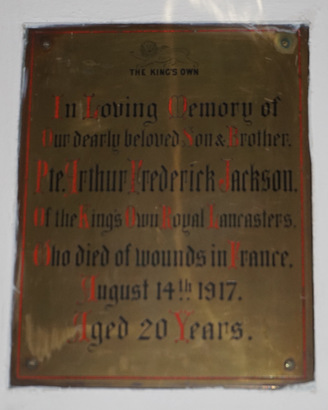 THE KING'S OWN
In Loving Memory of
Our dearly beloved Son & Brother.
Pte. Arthur Frederick Jackson.
Of the King's Own Royal Lancasters.
Who died of wounds in France.
August 14th 1917.
Aged 20 Years.